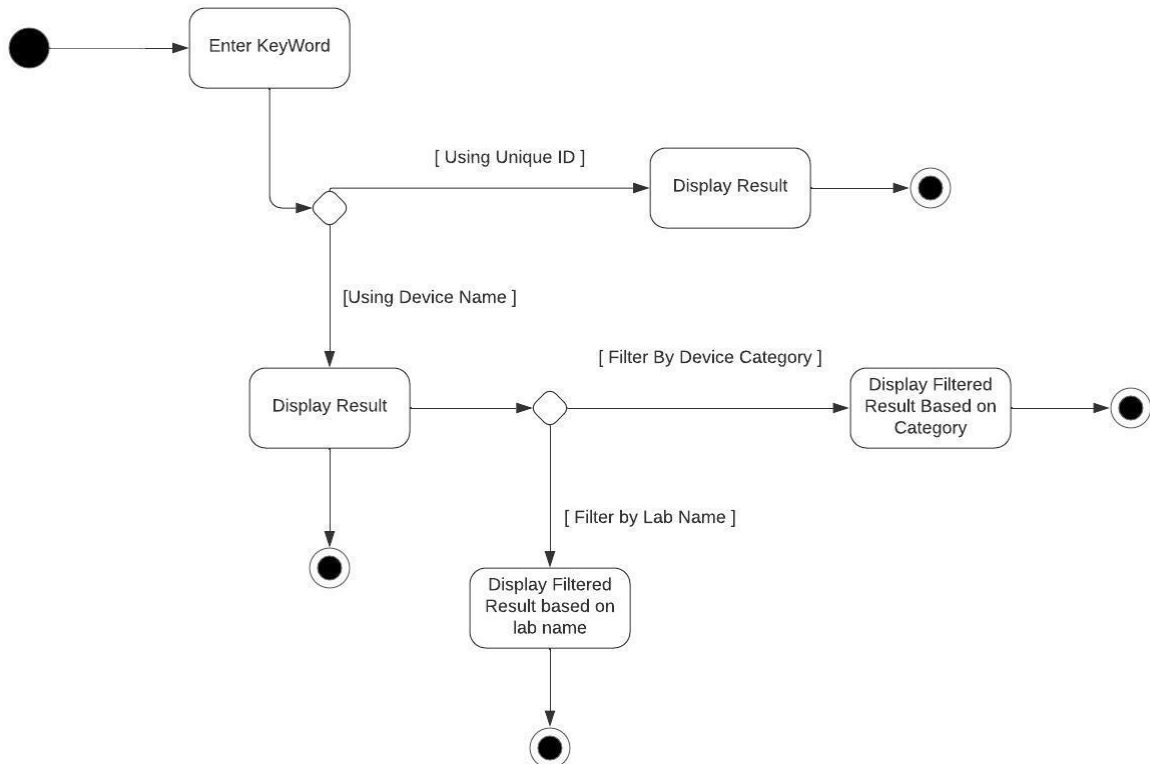 Enter KeyWord
[ Using Unique ID ]
Display Result
[Using Device Name ]
[ Filter By Device Category ]
Display Result
Display Filtered
Result Based on
Category
[ Filter by Lab Name ]
Display Filtered
Result based on
lab name